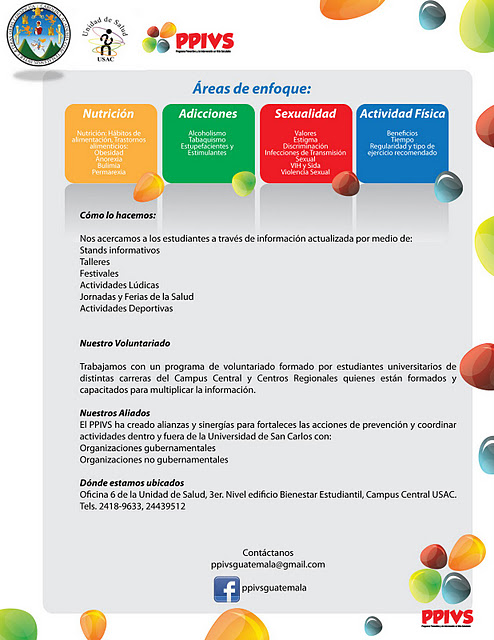 Unidad de Salud
USAC
PPIVS
Áreas de enfoque:
Nutrición
Nutrición: Hábitos de
alimentación, Trastornos
alimenticios:
Obesidad
Anorexia
Bulimia
Permarexia
Adicciones
Alcoholismo
Tabaquismo
Estupefacientes y
Estimulantes
Sexualidad
Valores
Estigma
Discriminación
Infecciones de Transmisión
Sexual
VIH y Sida
Violencia Sexual
Actividad Física
Beneficios
Tiempo
Regularidad y tipo de
ejercicio recomendado
Cómo lo hacemos:
Nos acercamos a los estudiantes a través de información actualizada por medio de:
Stands informativos
Talleres
Festivales
Actividades Lúdicas
Jornadas y Ferias de la Salud
Actividades Deportivas
Nuestro Voluntariado
Trabajamos con un programa de voluntariado formado por estudiantes universitarios de
distintas carreras del Campus Central y Centros Regionales quienes están formados y
capacitados para multiplicar la información.
Nuestros Aliados
El PPIVS ha creado alianzas y sinergías para fortaleces las acciones de prevención y coordinar
actividades dentro y fuera de la Universidad de San Carlos con:
Organizaciones gubernamentales
Organizaciones no gubernamentales
Dónde estamos ubicados
Oficina 6 de la Unidad de Salud, 3er. Nivel edificio Bienestar Estudiantil, Campus Central USAC.
Tels. 2418-9633, 24439512
Contáctanos
ppivsguatemala@gmail.com
f ppivsguatemala
PPIVS